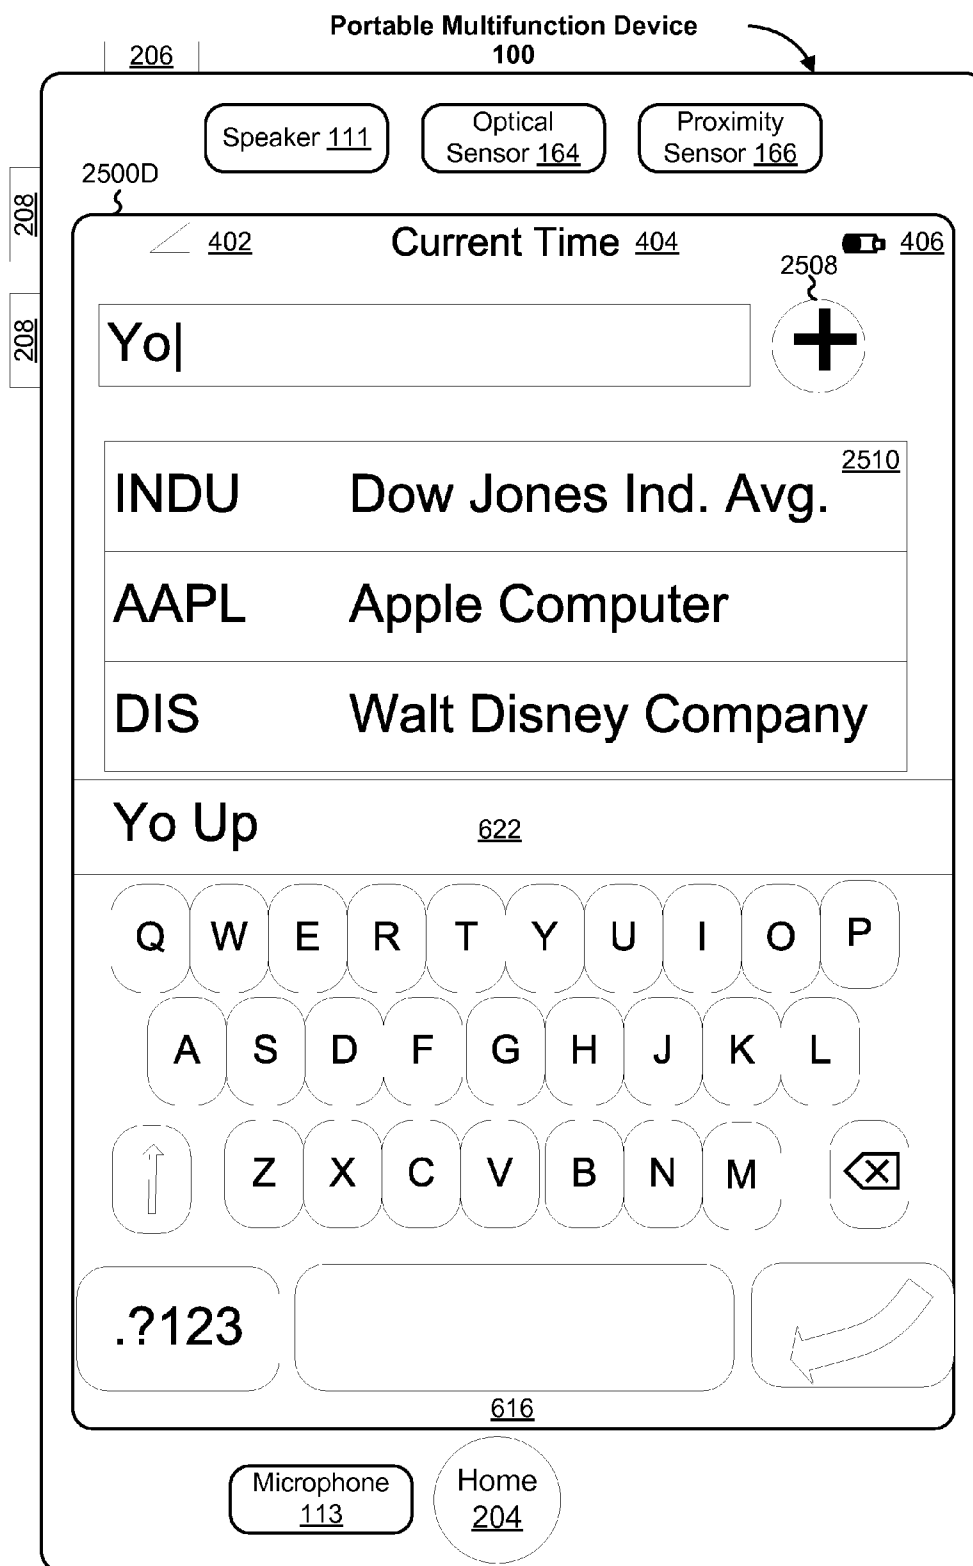 Portable Multifunction Device
100
206
Speaker 111
Optical
Sensor 164
Proximity
Sensor 166
2500D
208
402
Current Time 404
406
2508
208
Yo
2510
INDU Dow Jones Ind. Avg.
AAPL Apple Computer
DIS Walt Disney Company
Yo Up
622
Q W E R T Y U I O P
A S D F G H J K L
Z X C V B N M
.?123
616
Microphone
113
Home
204